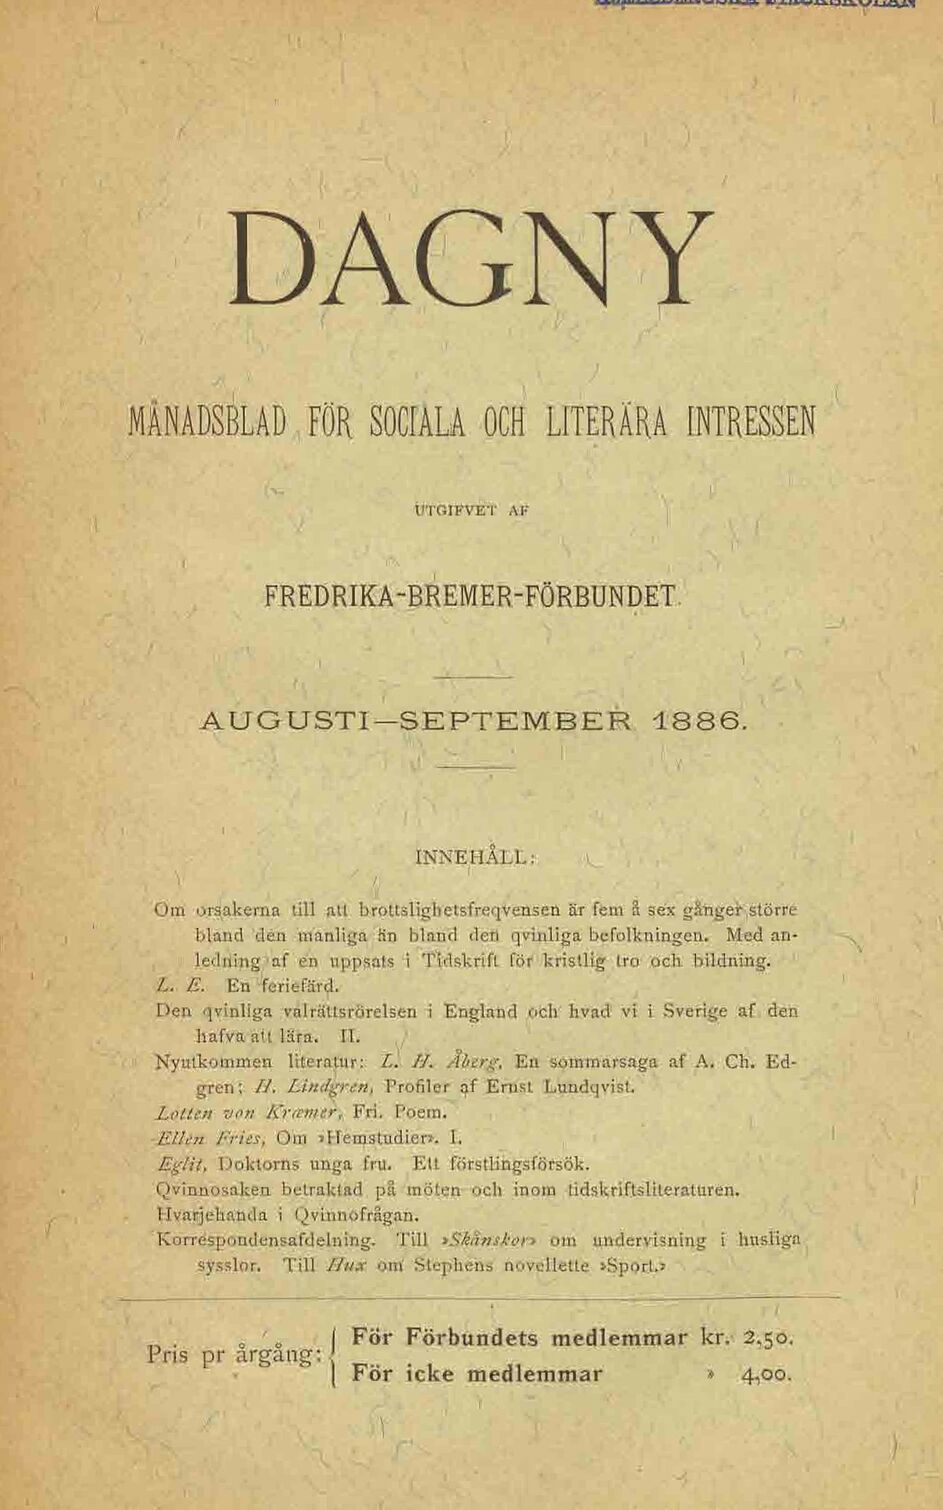 DAGNY
MÅNADSBLAD FÖR SOCIALA OCH LITERÄRA INTRESSEN
UTGIFVET AF
FREDRIKA-BREMER-FÖRBUNDET.
AUGUSTI—SEPTEMBER 1886.
INNEHÅLL:
Om orsakerna till att brottslighetsfreqvensen är fem à sex gånger större
bland den manliga än bland den qvinliga befolkningen. Med an-
ledning af en uppsats i Tidskrift för kristlig tro och bildning.
L. E. En feriefärd.
Den qvinliga valrättsrörelsen i England och hvad vi i Sverige af den
hafva att lära. II.
Nyutkommen literatur: L. H. Åberg, En sommarsaga af A. Ch. Ed-
gren; H. Lindgren, Profiler af Ernst Lundqvist.
Lotten von Kræmer, Fri. Poem.
Ellen Fries, Om »Hemstudier». I.
Eglit, Doktorns unga fru. Ett förstlingsförsök.
Qvinnosaken betraktad på möten och inom tidskriftsliteraturen.
Hvarjehanda i Qvinnofrågan.
Korrespondensafdelning. Till »Skånskor» om undervisning i husliga
sysslor. Till Hux om Stephens novellette »Sport.»
Pris pr årgång: { För Förbundets medlemmar kr. 2,50.
För icke medlemmar » 4,00.